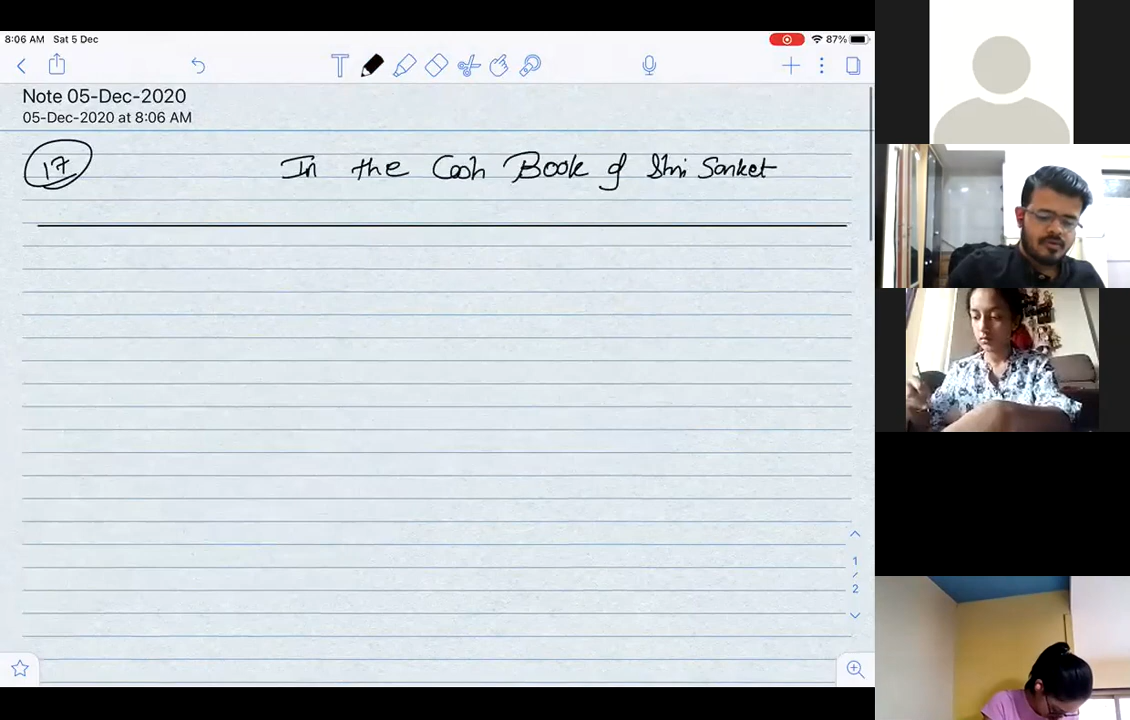 8:06 AM Sat 5 Dec
87%
T
Note 05-Dec-2020
05-Dec-2020 at 8:06 AM
17 In the Cash Book of Shri Sanket
1
/
2